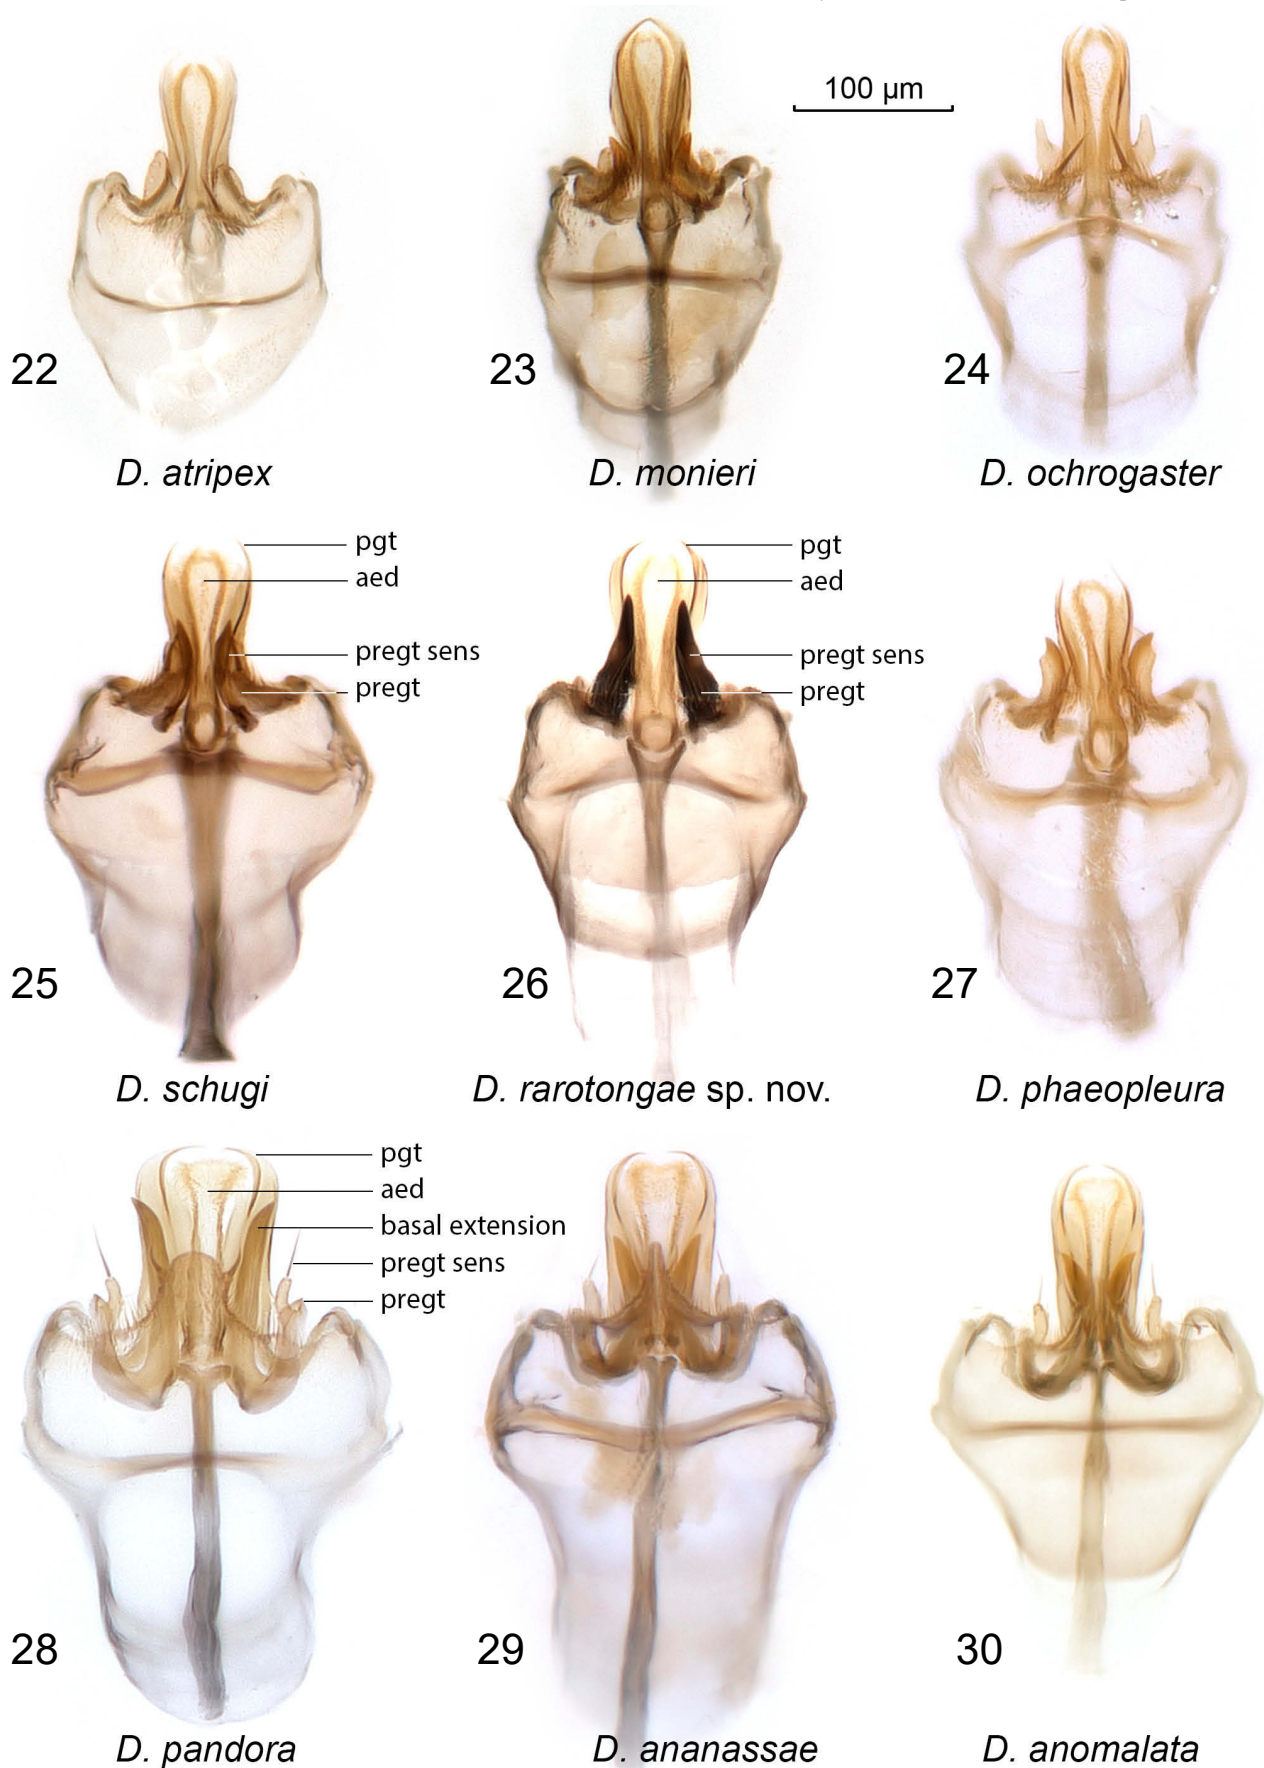 100 µm
22
23
24
D. atripex
D. monieri
D. ochrogaster
pgt
aed
pregt sens
pregt
pgt
aed
pregt sens
pregt
25
26
27
D. schugi
D. rarotongae sp. nov.
D. phaeopleura
pgt
aed
basal extension
pregt sens
pregt
28
29
30
D. pandora
D. ananassae
D. anomalata